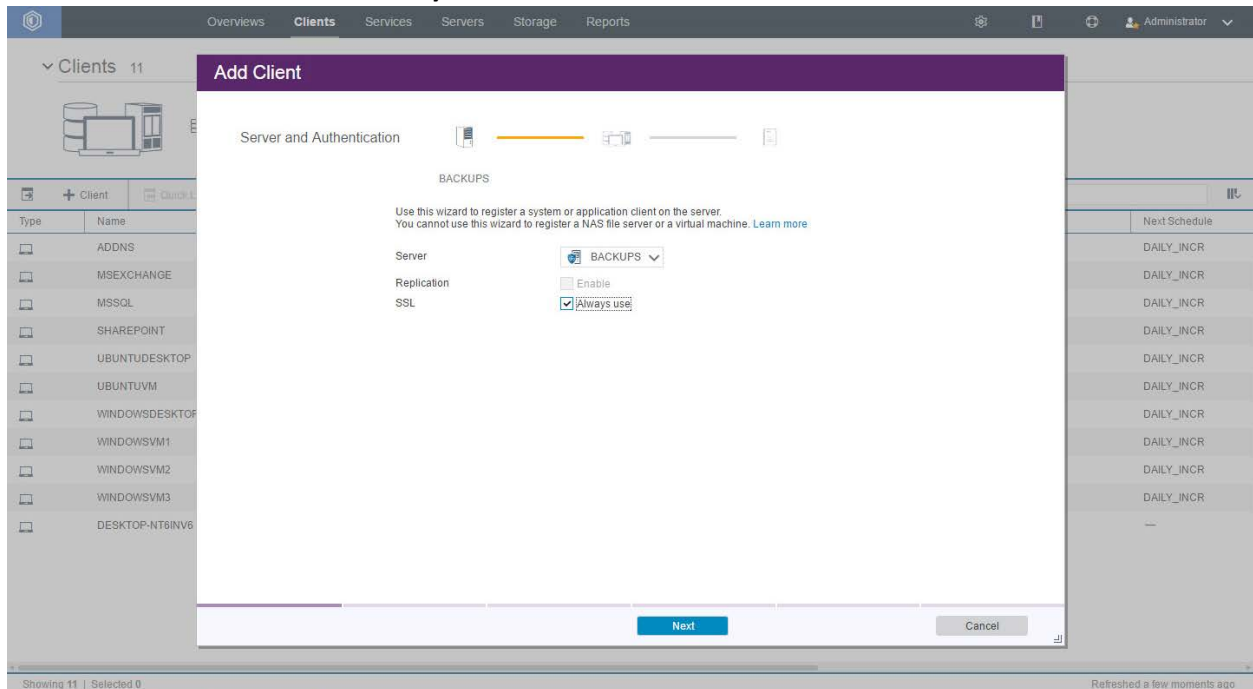 Overviews Clients Services Servers Storage Reports Administrator
Clients 11
Add Client
Server and Authentication
BACKUPS
Use this wizard to register a system or application client on the server.
You cannot use this wizard to register a NAS file server or a virtual machine. Learn more
Server BACKUPS
Replication Enable
SSL Always use
+ Client
Type Name Next Schedule
ADDNS DAILY_INCR
MSEXCHANGE DAILY_INCR
MSSQL DAILY_INCR
SHAREPOINT DAILY_INCR
UBUNTUDESKTOP DAILY_INCR
UBUNTUVM DAILY_INCR
WINDOWSDESKTOP DAILY_INCR
WINDOWSVM1 DAILY_INCR
WINDOWSVM2 DAILY_INCR
WINDOWSVM3 DAILY_INCR
DESKTOP-NT6INV6 —
Next Cancel
Showing 11 | Selected 0 Refreshed a few moments ago